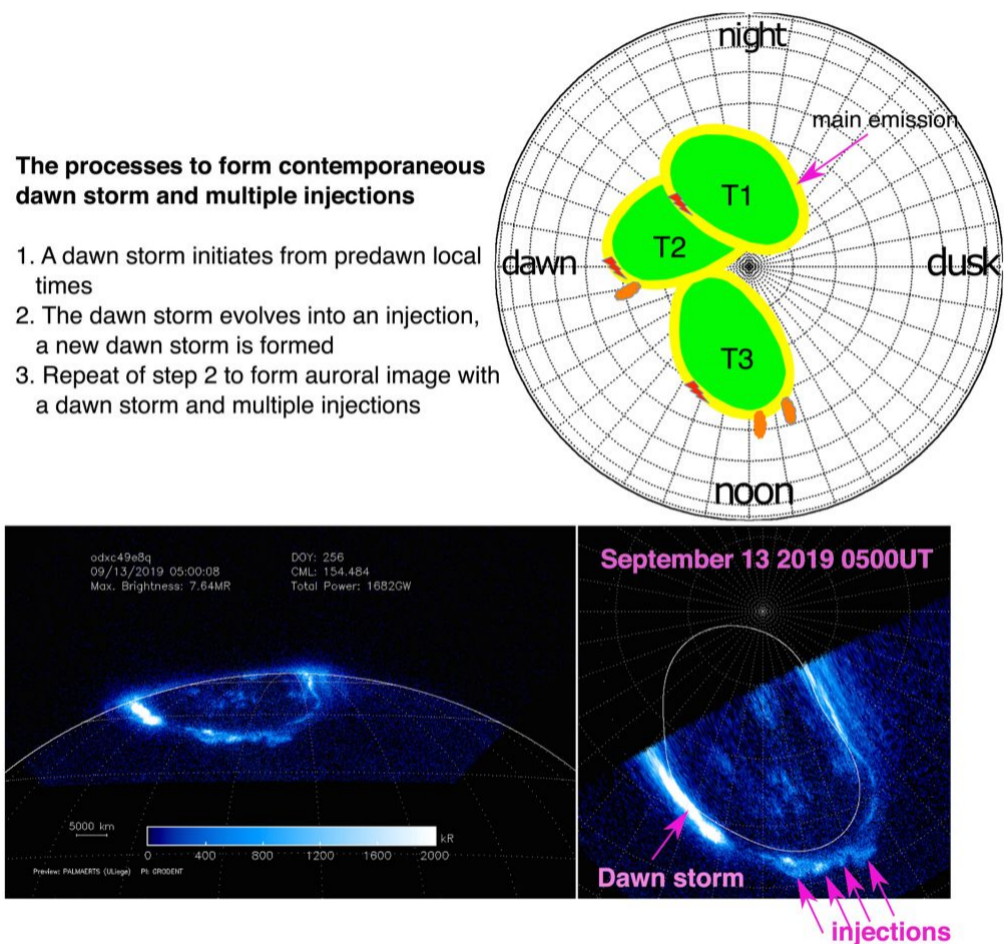 The processes to form contemporaneous
dawn storm and multiple injections
1. A dawn storm initiates from predawn local
times
2. The dawn storm evolves into an injection,
a new dawn storm is formed
3. Repeat of step 2 to form auroral image with
a dawn storm and multiple injections
night
main emission
T1
T2
dawn
dusk
T3
noon
odxc49e8q
09/13/2019 05:00:08
Max. Brightness: 7.64MR
DOY: 256
CML: 154.484
Total Power: 1682GW
5000 km
kR
0 400 800 1200 1600 2000
Preview: PALMAERTS (ULiege) PI: GRODENT
September 13 2019 0500UT
Dawn storm
injections